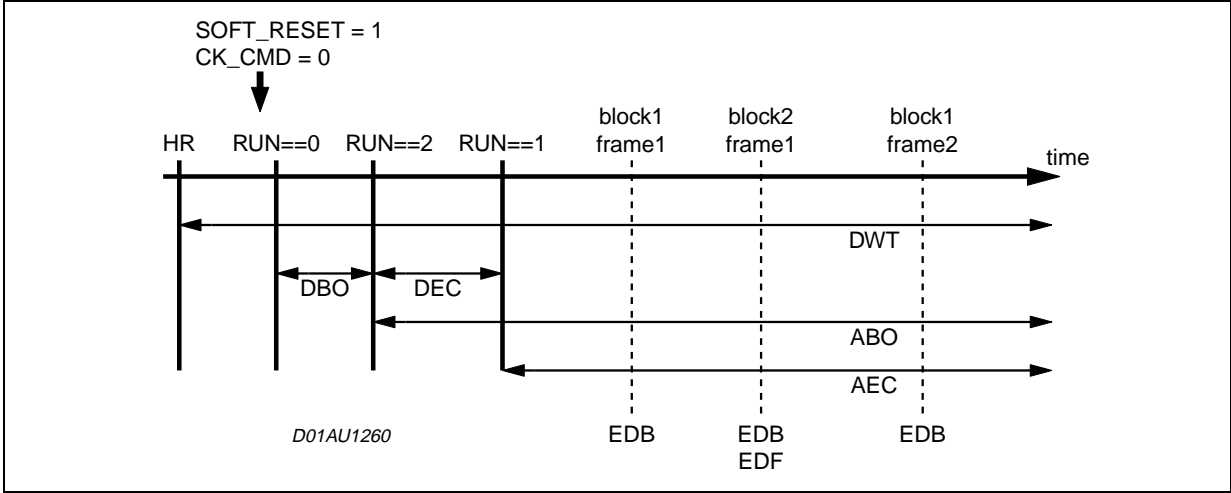 SOFT_RESET = 1
CK_CMD = 0
block1 block2 block1
HR RUN==0 RUN==2 RUN==1 frame1 frame1 frame2
time
DWT
DBO DEC
ABO
AEC
D01AU1260 EDB EDB EDB
EDF